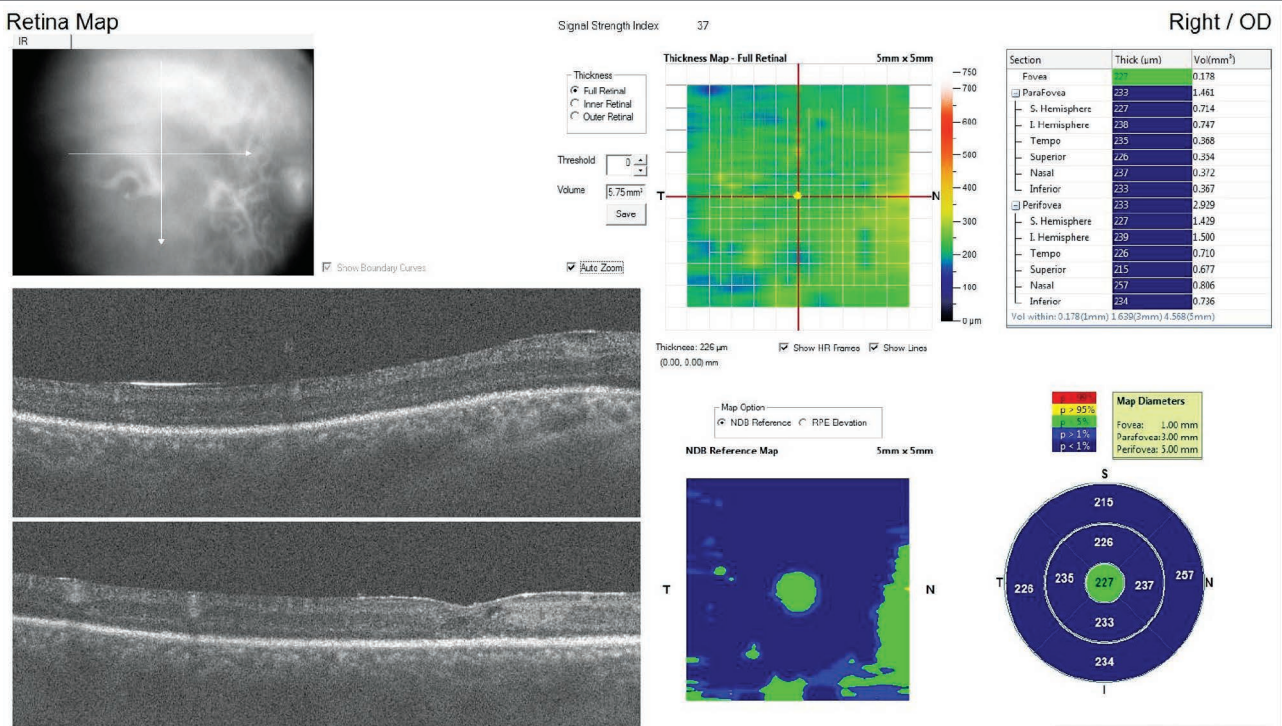 Retina Map
Signal Strength Index 37
Right / OD
IR
Thickness
Full Retinal
Inner Retinal
Outer Retinal
Threshold 0
Volume 5.75 mm³
Save
Show Boundary Curves
Auto Zoom
Thickness Map - Full Retinal 5mm x 5mm
T
N
750
700
600
500
400
300
200
100
0 µm
Thickness: 226 µm
(0.00, 0.00) mm
Show HR Frames
Show Lines
Section Thick (µm) Vol(mm³)
Fovea 227 0.178
ParaFovea 233 1.461
S. Hemisphere 227 0.714
I. Hemisphere 238 0.747
Tempo 235 0.368
Superior 226 0.354
Nasal 237 0.372
Inferior 233 0.367
Perifovea 233 2.929
S. Hemisphere 227 1.429
I. Hemisphere 239 1.500
Tempo 226 0.710
Superior 215 0.677
Nasal 257 0.806
Inferior 234 0.736
Vol within: 0.178(1mm) 1.639(3mm) 4.568(5mm)
Map Option
NDB Reference
RPE Elevation
NDB Reference Map 5mm x 5mm
T
N
p > 95%
p > 1%
p < 1%
Map Diameters
Fovea: 1.00 mm
Parafovea: 3.00 mm
Perifovea: 5.00 mm
S
215
226
T 226 235 227 237 257 N
233
234
I